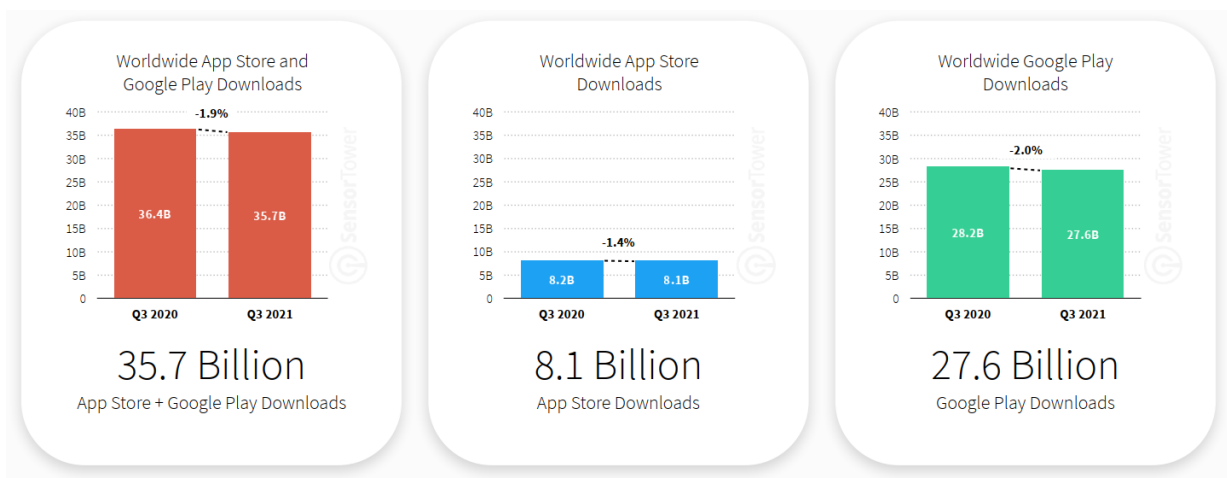 Worldwide App Store and
Google Play Downloads
40B
35B
30B
25B
20B
15B
10B
5B
0
-1.9%
36.4B
35.7B
Q3 2020
Q3 2021
SensorTower
35.7 Billion
App Store + Google Play Downloads
Worldwide App Store
Downloads
40B
35B
30B
25B
20B
15B
10B
5B
0
-1.4%
8.2B
8.1B
Q3 2020
Q3 2021
SensorTower
8.1 Billion
App Store Downloads
Worldwide Google Play
Downloads
40B
35B
30B
25B
20B
15B
10B
5B
0
-2.0%
28.2B
27.6B
Q3 2020
Q3 2021
SensorTower
27.6 Billion
Google Play Downloads